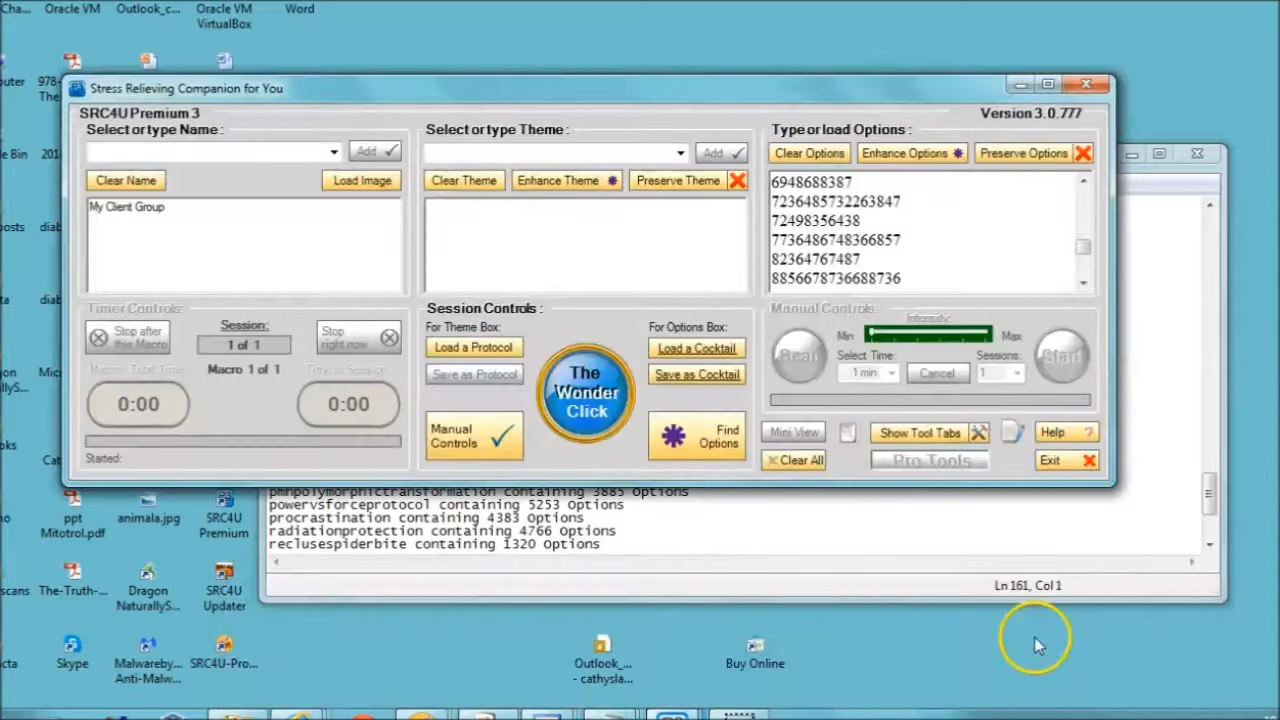 Cha... Oracle VM Outlook_c... Oracle VM VirtualBox Word
978-
The
Stress Relieving Companion for You
SRC4U Premium 3
Version 3.0.777
Select or type Name :
Add
Clear Name
Load Image
My Client Group
Select or type Theme :
Add
Clear Theme
Enhance Theme
Preserve Theme
Type or load Options :
Clear Options
Enhance Options
Preserve Options
6948688387
7236485732263847
72498356438
7736486748366857
82364767487
8856678736688736
Timer Controls:
Stop after
this Macro
Session:
1 of 1
Stop
right now
Macro 1 of 1
0:00
0:00
Started:
Session Controls :
For Theme Box:
Load a Protocol
Save as Protocol
Manual
Controls
The
Wonder
Click
For Options Box:
Load a Cocktail
Save as Cocktail
Find
Options
Manual Controls:
Intensity:
Min
Max
Bear
Select Time:
1 min
Cancel
Sessions:
1
Start
Mini View
Show Tool Tabs
Help ?
Clear All
Pro Tools
Exit
pmnpolymorphictransformation containing 3885 Options
powervsforceprotocol containing 5253 Options
procrastination containing 4383 Options
radiationprotection containing 4766 Options
reclusespiderbite containing 1320 Options
Ln 161, Col 1
ppt
Mitotrol.pdf
animala.jpg
SRC4U
Premium
scans
The-Truth-...
Dragon
NaturallyS...
SRC4U
Updater
Skype
Malwareby...
Anti-Malw...
SRC4U-Pro...
Outlook_...
- cathysla...
Buy Online